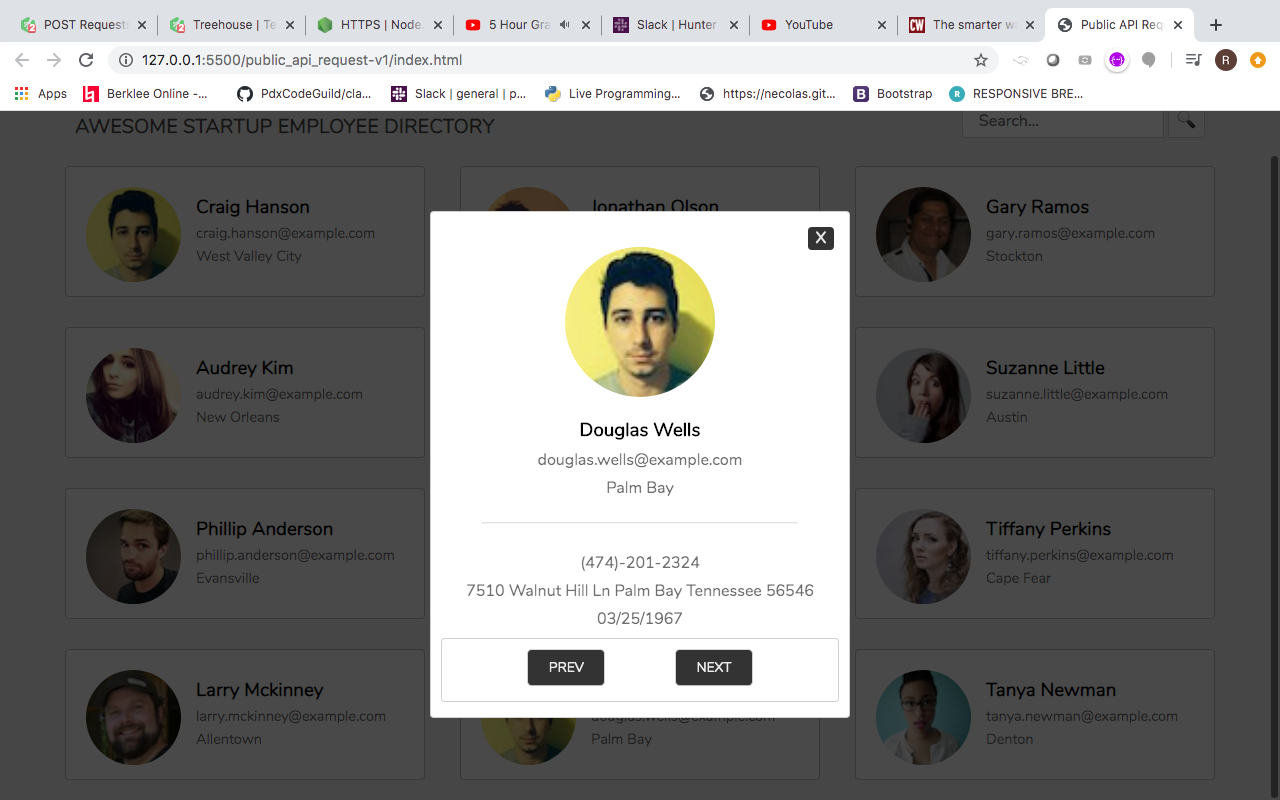 POST Request
Treehouse | Te
HTTPS | Node.
5 Hour Gra
Slack | Hunter
YouTube
The smarter w
Public API Req
127.0.0.1:5500/public_api_request-v1/index.html
R
Apps
Berklee Online -...
PdxCodeGuild/cla...
Slack | general | p...
Live Programming...
https://necolas.git...
B Bootstrap
R RESPONSIVE BRE...
AWESOME STARTUP EMPLOYEE DIRECTORY
Search...
Craig Hanson
craig.hanson@example.com
West Valley City
Jonathan Olson
Gary Ramos
gary.ramos@example.com
Stockton
Audrey Kim
audrey.kim@example.com
New Orleans
Suzanne Little
suzanne.little@example.com
Austin
Phillip Anderson
phillip.anderson@example.com
Evansville
Tiffany Perkins
tiffany.perkins@example.com
Cape Fear
Larry Mckinney
larry.mckinney@example.com
Allentown
douglas.wells@example.com
Palm Bay
Tanya Newman
tanya.newman@example.com
Denton
X
Douglas Wells
douglas.wells@example.com
Palm Bay
(474)-201-2324
7510 Walnut Hill Ln Palm Bay Tennessee 56546
03/25/1967
PREV
NEXT